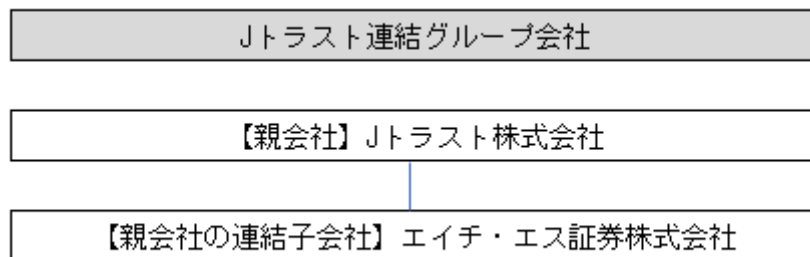 Jトラスト連結グループ会社
【親会社】Jトラスト株式会社
【親会社の連結子会社】エイチ・エス証券株式会社